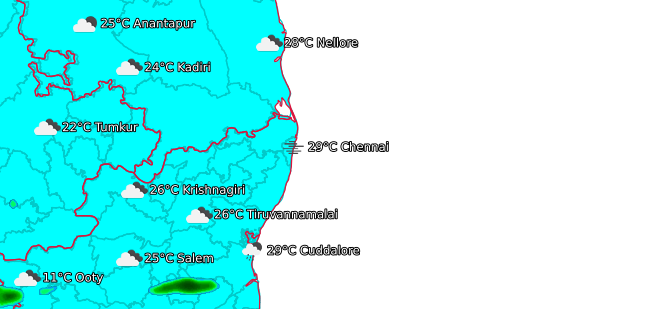 25°C Anantapur
28°C Nellore
24°C Kadiri
22°C Tumkur
29°C Chennai
26°C Krishnagiri
26°C Tiruvannamalai
29°C Cuddalore
25°C Salem
11°C Ooty